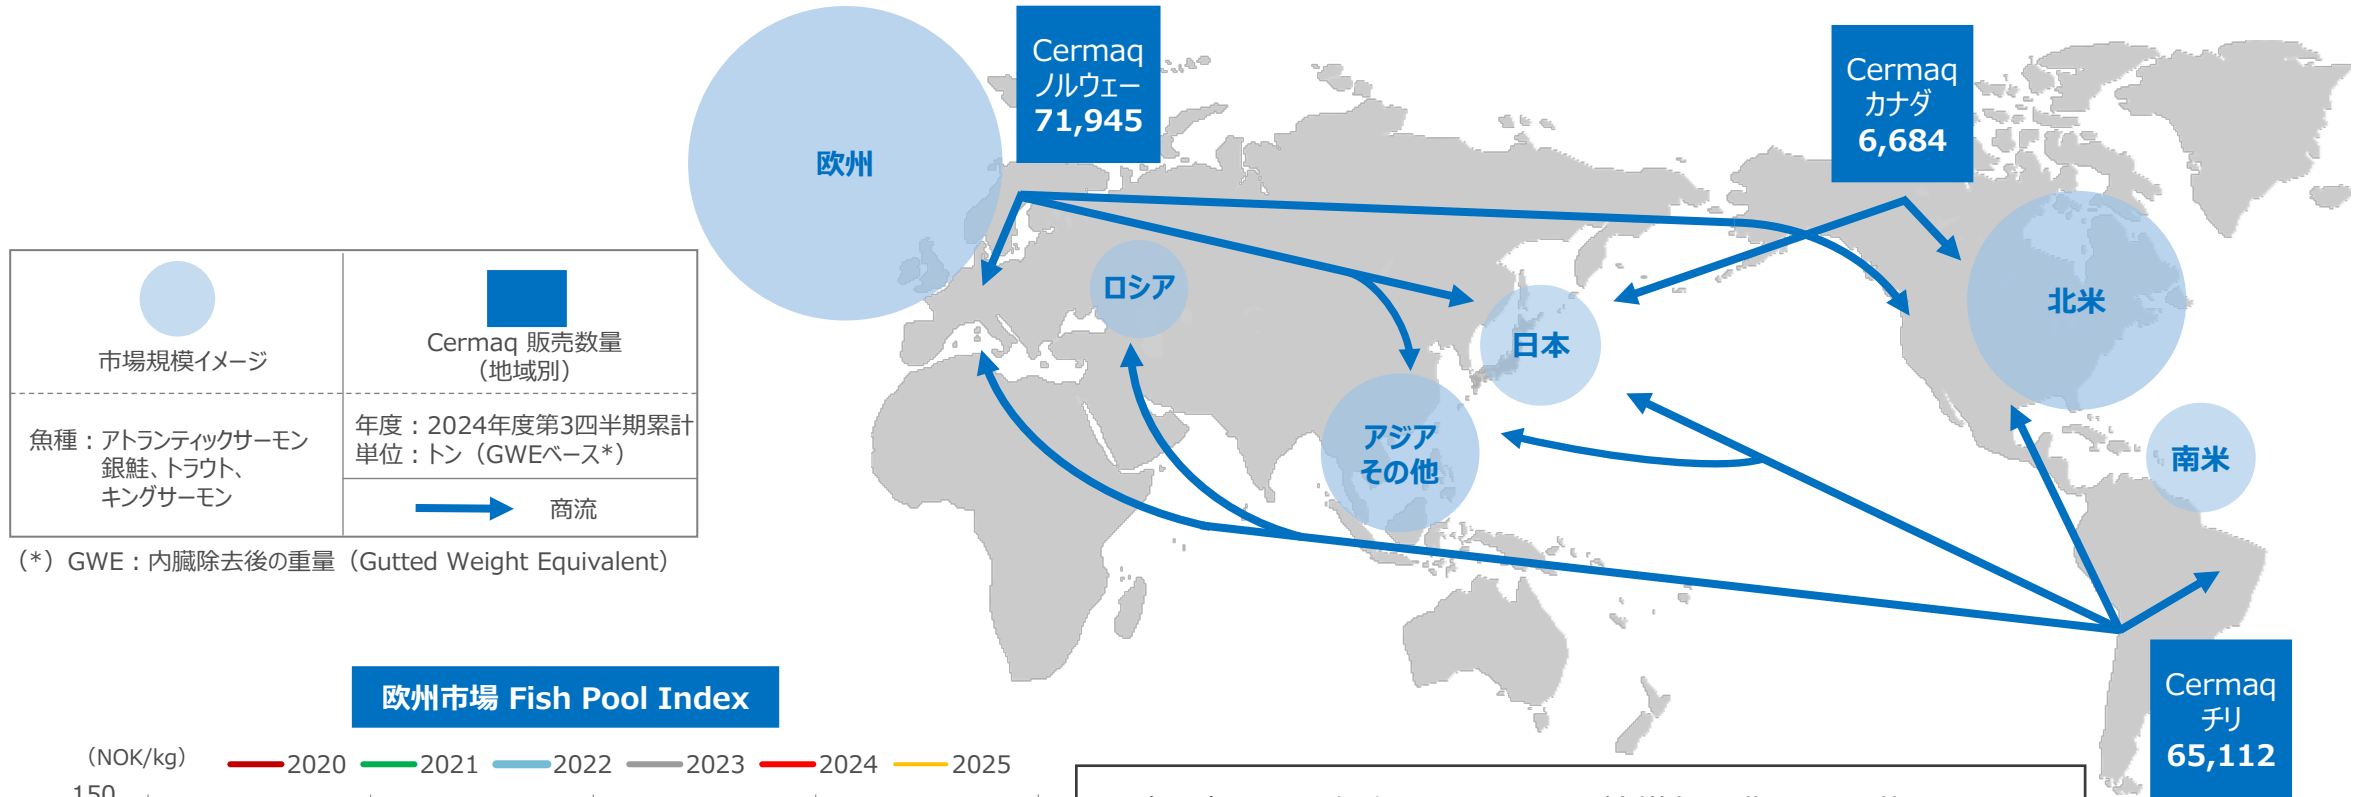 Cermaq
ノルウェー
71,945
Cermaq
カナダ
6,684
欧州
ロシア
日本
北米
アジア
その他
南米
市場規模イメージ
Cermaq 販売数量
（地域別）
魚種：アトランティックサーモン
銀鮭、トラウト、
キングサーモン
年度：2024年度第3四半期累計
単位：トン（GWEベース*）
商流
（*）GWE：内臓除去後の重量（Gutted Weight Equivalent）
Cermaq
チリ
65,112
欧州市場 Fish Pool Index
（NOK/kg）
2020 2021 2022 2023 2024 2025
150